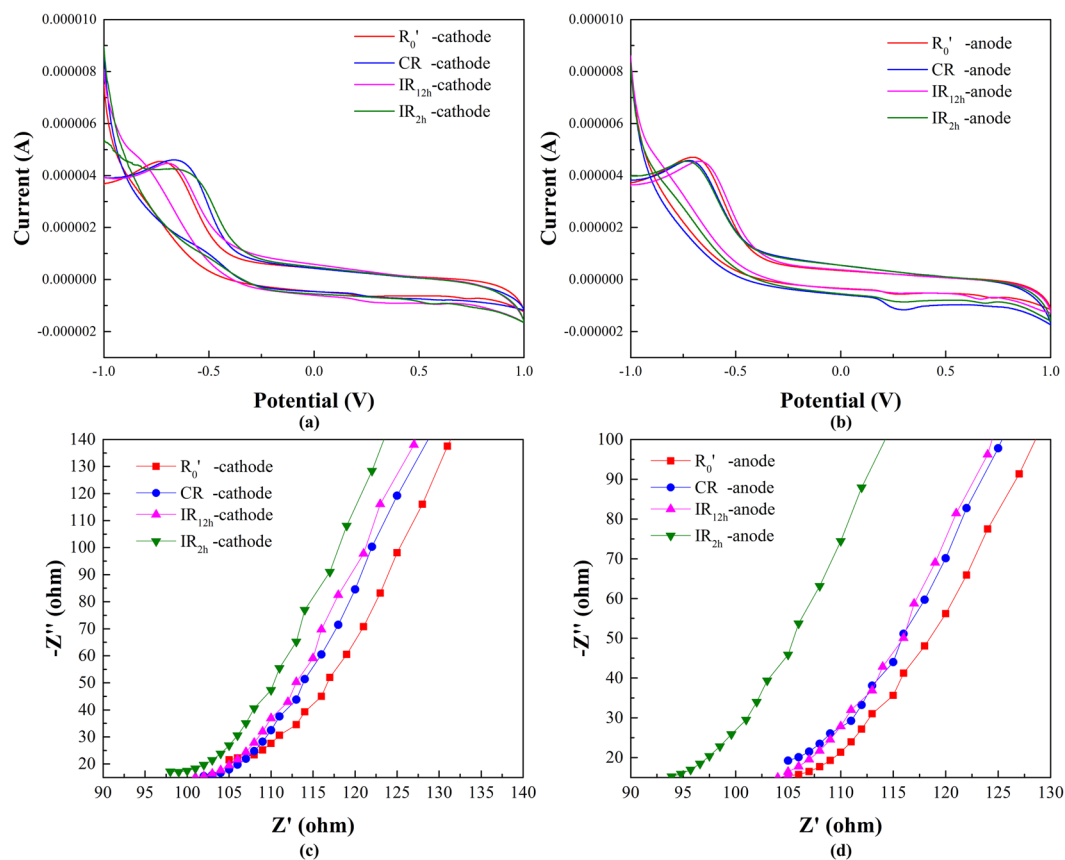 0.000010
0.000008
0.000006
0.000004
0.000002
0.000000
-0.000002
Current (A)
R0' -cathode
CR -cathode
IR12h-cathode
IR2h-cathode
-1.0 -0.5 0.0 0.5 1.0
Potential (V)
(a)
0.000010
0.000008
0.000006
0.000004
0.000002
0.000000
-0.000002
Current (A)
R0' -anode
CR -anode
IR12h-anode
IR2h-anode
-1.0 -0.5 0.0 0.5 1.0
Potential (V)
(b)
140
130
120
110
100
90
80
70
60
50
40
30
20
-Z'' (ohm)
R0' -cathode
CR -cathode
IR12h-cathode
IR2h-cathode
90 95 100 105 110 115 120 125 130 135 140
Z' (ohm)
(c)
100
90
80
70
60
50
40
30
20
-Z'' (ohm)
R0' -anode
CR -anode
IR12h-anode
IR2h-anode
90 100 110 120 130
Z' (ohm)
(d)